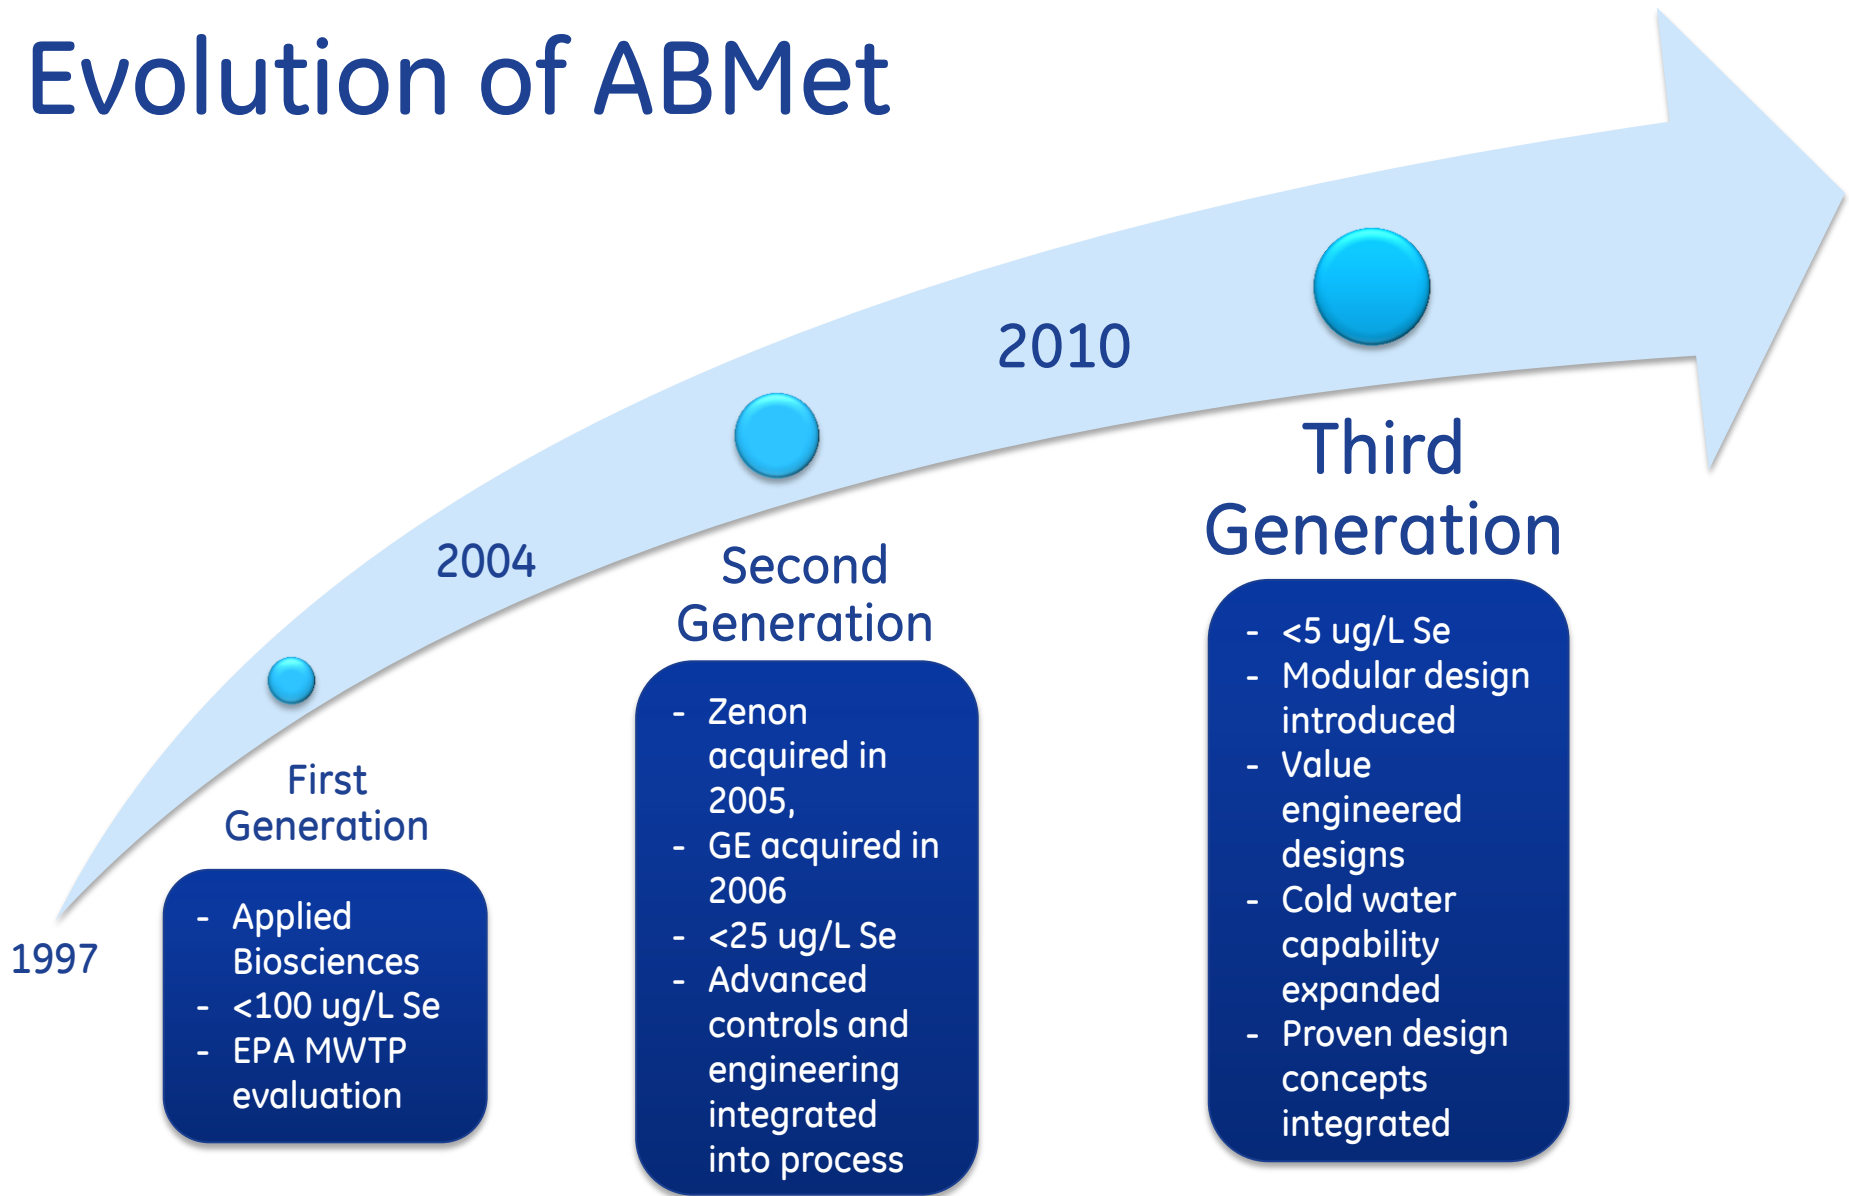 Evolution of ABMet
1997
2004
2010
First
Generation
- Applied
Biosciences
- <100 ug/L Se
- EPA MWTP
evaluation
Second
Generation
- Zenon
acquired in
2005,
- GE acquired in
2006
- <25 ug/L Se
- Advanced
controls and
engineering
integrated
into process
Third
Generation
- <5 ug/L Se
- Modular design
introduced
- Value
engineered
designs
- Cold water
capability
expanded
- Proven design
concepts
integrated